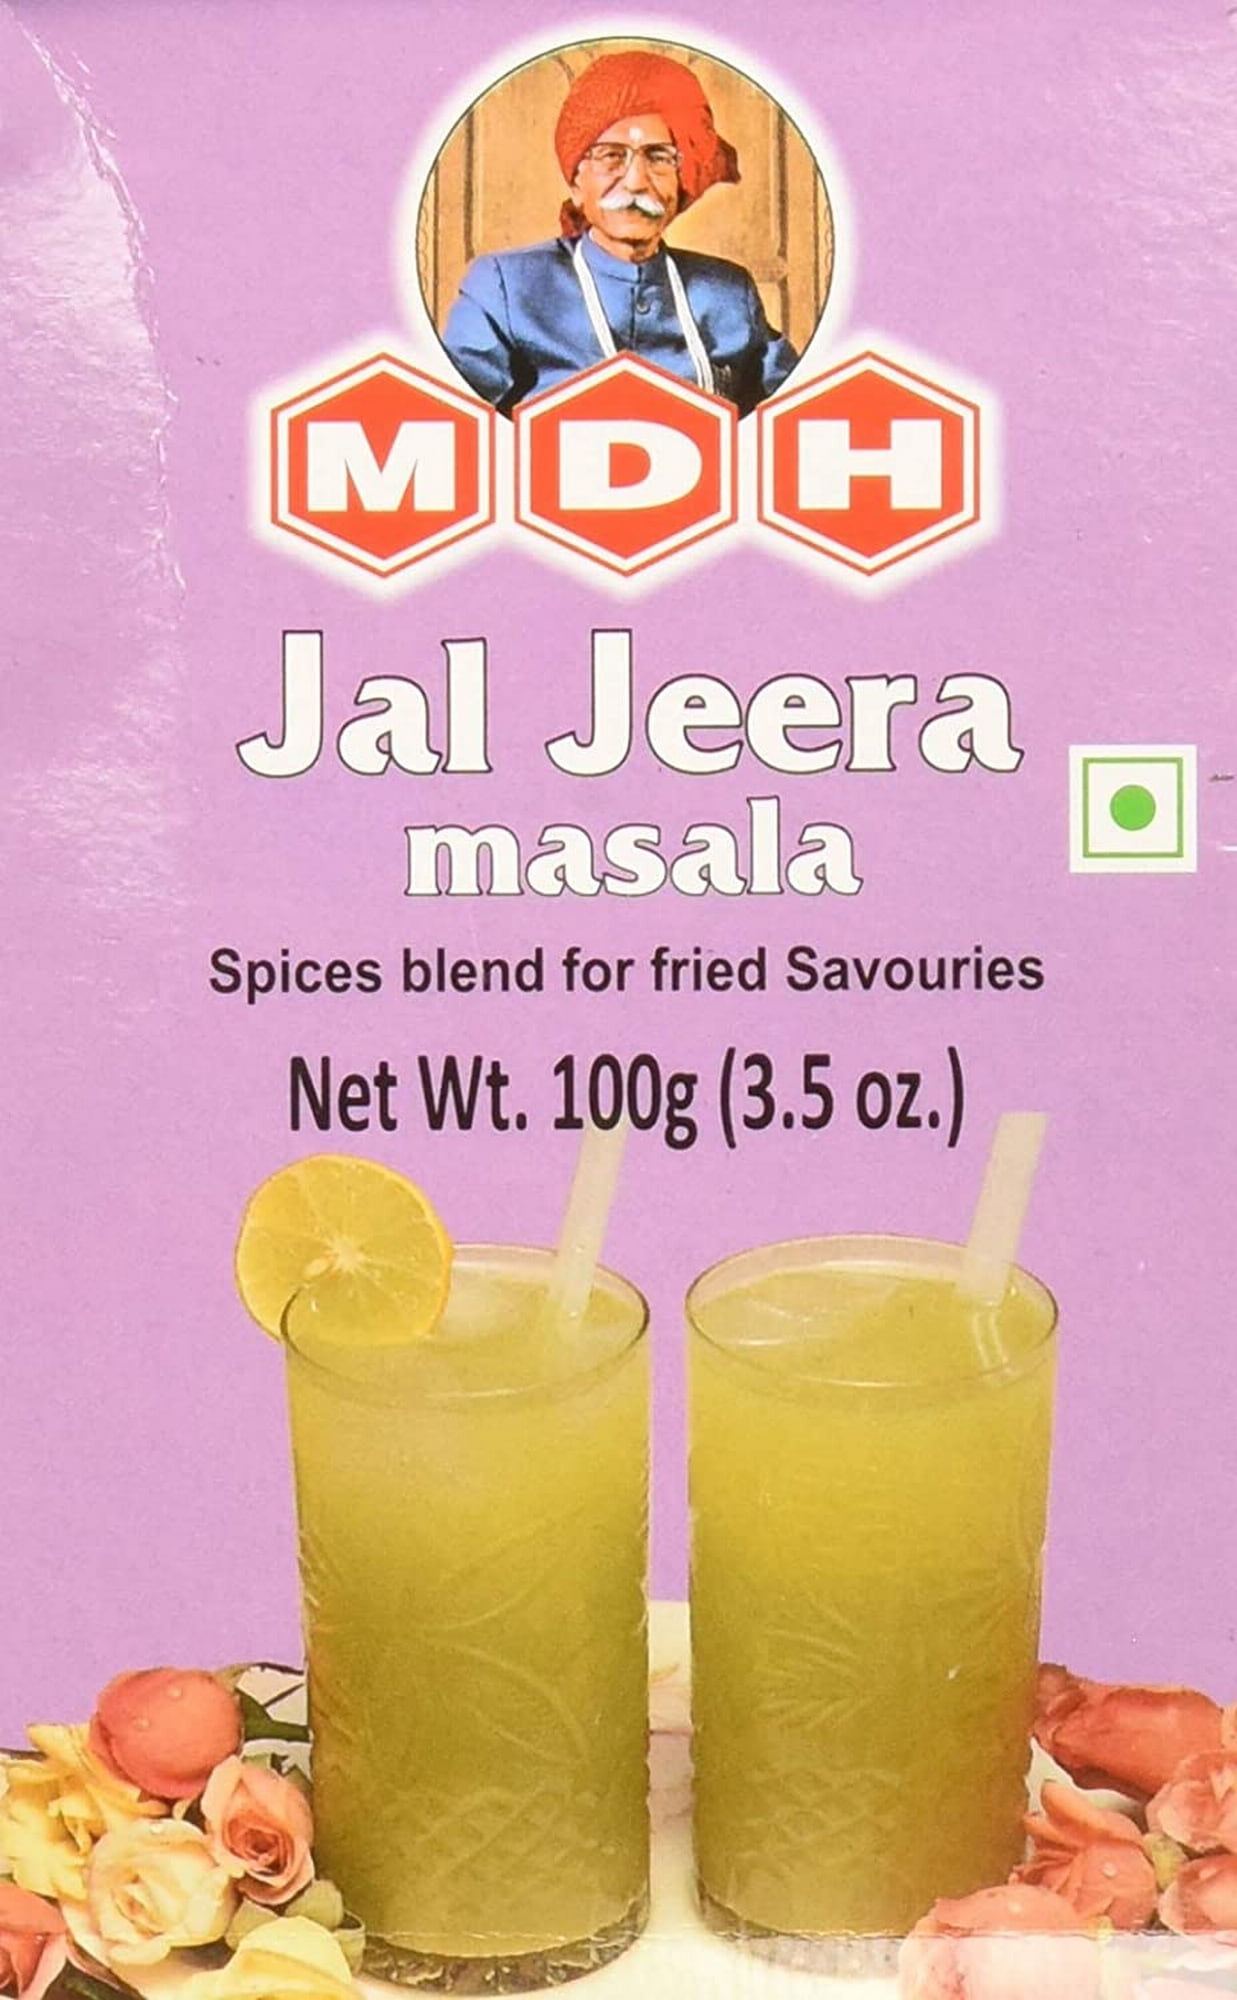 MDH
Jal Jeera
masala
Spices blend for fried Savouries
Net Wt. 100g (3.5 oz.)